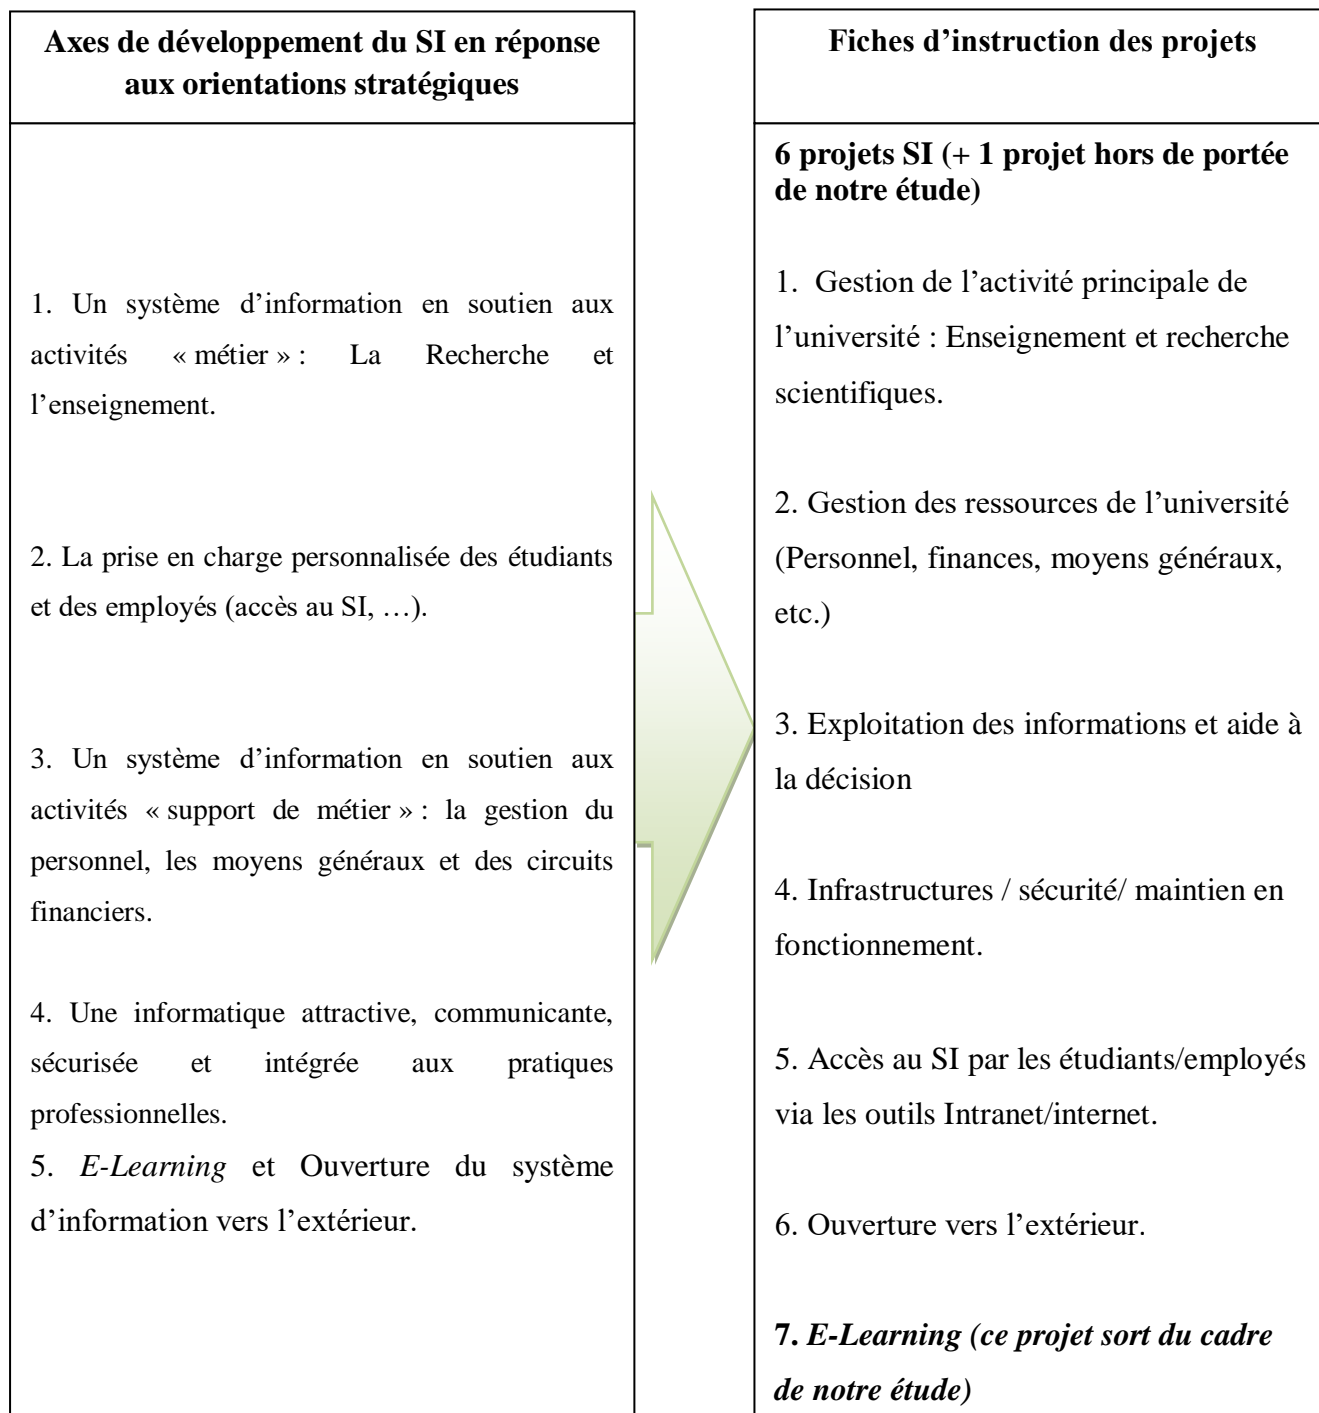 Axes de développement du SI en réponse
aux orientations stratégiques
1. Un système d’information en soutien aux
activités « métier » : La Recherche et
l’enseignement.
2. La prise en charge personnalisée des étudiants
et des employés (accès au SI, …).
3. Un système d’information en soutien aux
activités « support de métier » : la gestion du
personnel, les moyens généraux et des circuits
financiers.
4. Une informatique attractive, communicante,
sécurisée et intégrée aux pratiques
professionnelles.
5. E-Learning et Ouverture du système
d’information vers l’extérieur.
Fiches d’instruction des projets
6 projets SI (+ 1 projet hors de portée
de notre étude)
1. Gestion de l’activité principale de
l’université : Enseignement et recherche
scientifiques.
2. Gestion des ressources de l’université
(Personnel, finances, moyens généraux,
etc.)
3. Exploitation des informations et aide à
la décision
4. Infrastructures / sécurité/ maintien en
fonctionnement.
5. Accès au SI par les étudiants/employés
via les outils Intranet/internet.
6. Ouverture vers l’extérieur.
7. E-Learning (ce projet sort du cadre
de notre étude)